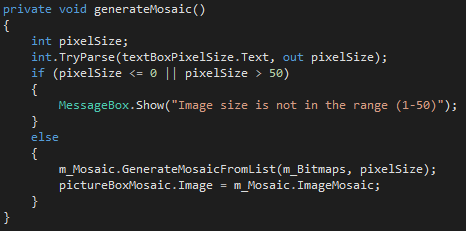 private void generateMosaic()
{
    int pixelSize;
    int.TryParse(textBoxPixelSize.Text, out pixelSize);
    if (pixelSize <= 0 || pixelSize > 50)
    {
        MessageBox.Show("Image size is not in the range (1-50)");
    }
    else
    {
        m_Mosaic.GenerateMosaicFromList(m_Bitmaps, pixelSize);
        pictureBoxMosaic.Image = m_Mosaic.ImageMosaic;
    }
}